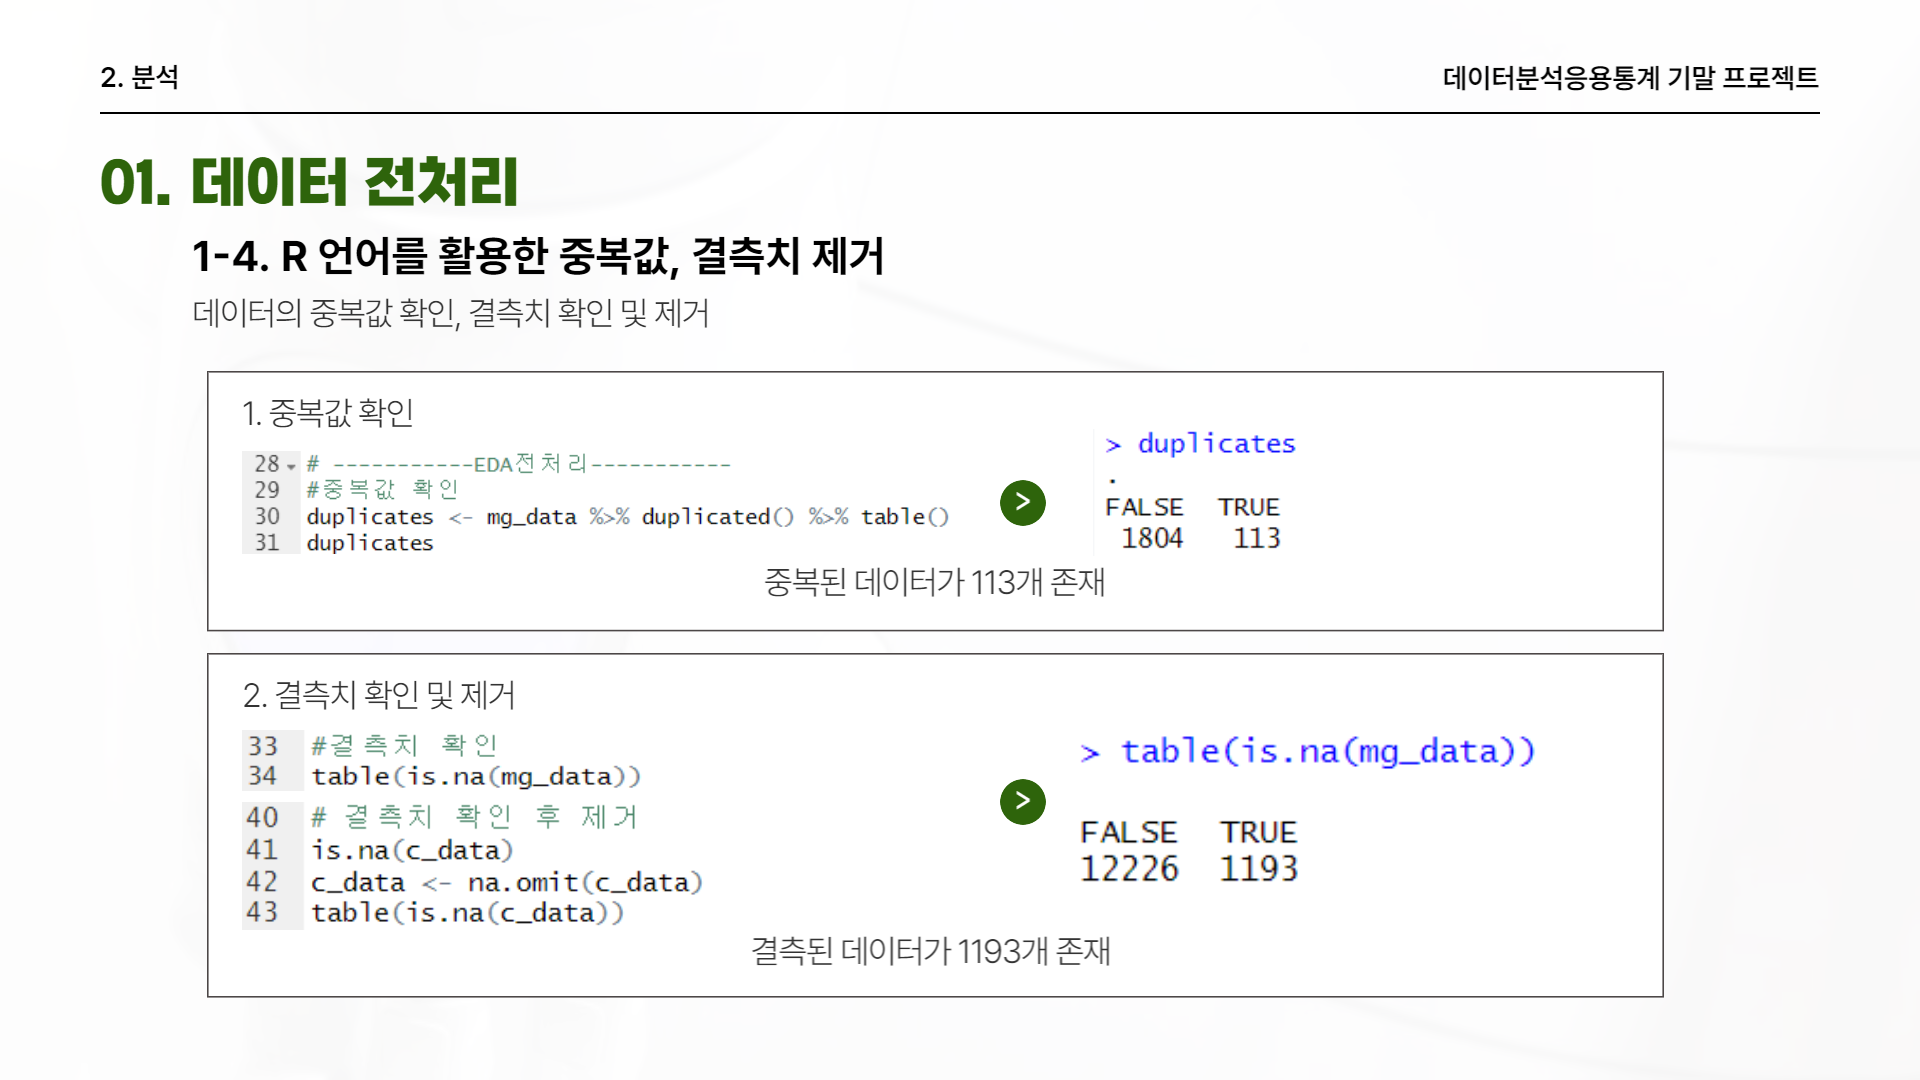 2. 분석
데이터분석응용통계 기말 프로젝트
01. 데이터 전처리
1-4. R 언어를 활용한 중복값, 결측치 제거
데이터의 중복값 확인, 결측치 확인 및 제거
1. 중복값 확인
28 # -----------EDA전처리-----------
29 #중복값 확인
30 duplicates <- mg_data %>% duplicated() %>% table()
31 duplicates
>
> duplicates
.
FALSE TRUE
1804 113
중복된 데이터가 113개 존재
2. 결측치 확인 및 제거
33 #결측치 확인
34 table(is.na(mg_data))
40 # 결측치 확인 후 제거
41 is.na(c_data)
42 c_data <- na.omit(c_data)
43 table(is.na(c_data))
>
> table(is.na(mg_data))
FALSE TRUE
12226 1193
결측된 데이터가 1193개 존재